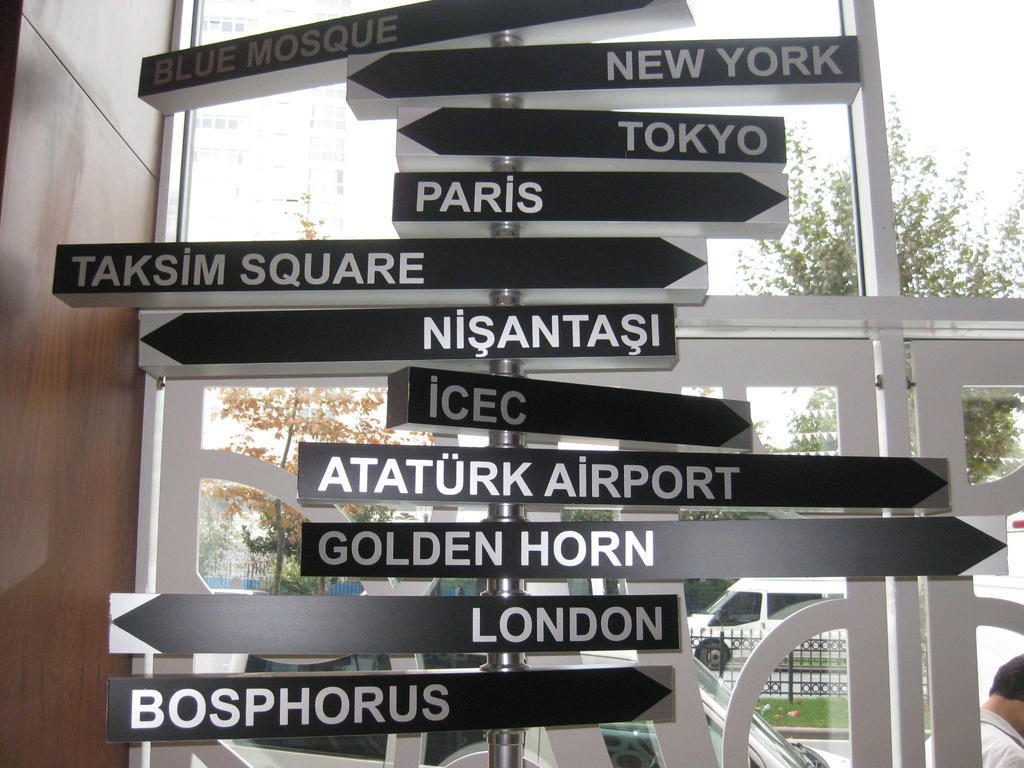 BLUE MOSQUE
NEW YORK
TOKYO
PARİS
TAKSİM SQUARE
NİŞANTAŞI
İCEC
ATATÜRK AİRPORT
GOLDEN HORN
LONDON
BOSPHORUS